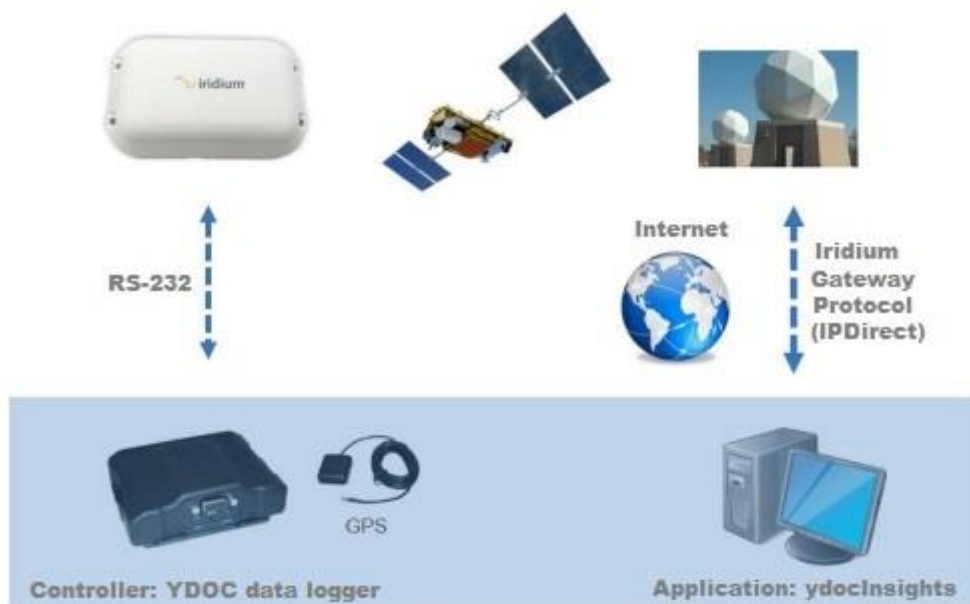 iridium
Internet
RS-232
Iridium
Gateway
Protocol
(IPDirect)
GPS
Controller: YDOC data logger
Application: ydocInsights